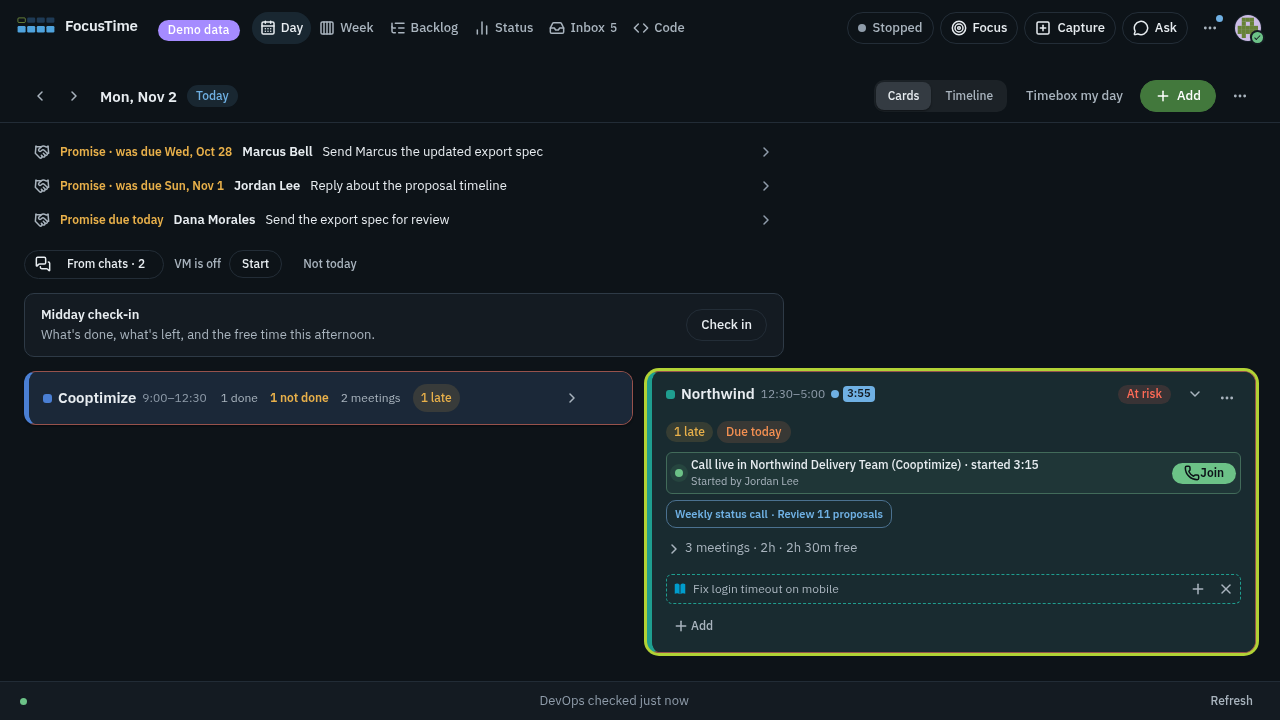 FocusTime
Demo data
Day
Week
Backlog
Status
Inbox 5
Code
Stopped
Focus
Capture
Ask
Mon, Nov 2
Today
Cards
Timeline
Timebox my day
Add
Promise · was due Wed, Oct 28 Marcus Bell Send Marcus the updated export spec
Promise · was due Sun, Nov 1 Jordan Lee Reply about the proposal timeline
Promise due today Dana Morales Send the export spec for review
From chats · 2
VM is off
Start
Not today
Midday check-in
What's done, what's left, and the free time this afternoon.
Check in
Cooptimize 9:00–12:30 1 done 1 not done 2 meetings 1 late
Northwind 12:30–5:00 3:55 At risk
1 late Due today
Call live in Northwind Delivery Team (Cooptimize) · started 3:15
Started by Jordan Lee
Join
Weekly status call · Review 11 proposals
3 meetings · 2h · 2h 30m free
Fix login timeout on mobile
Add
DevOps checked just now
Refresh